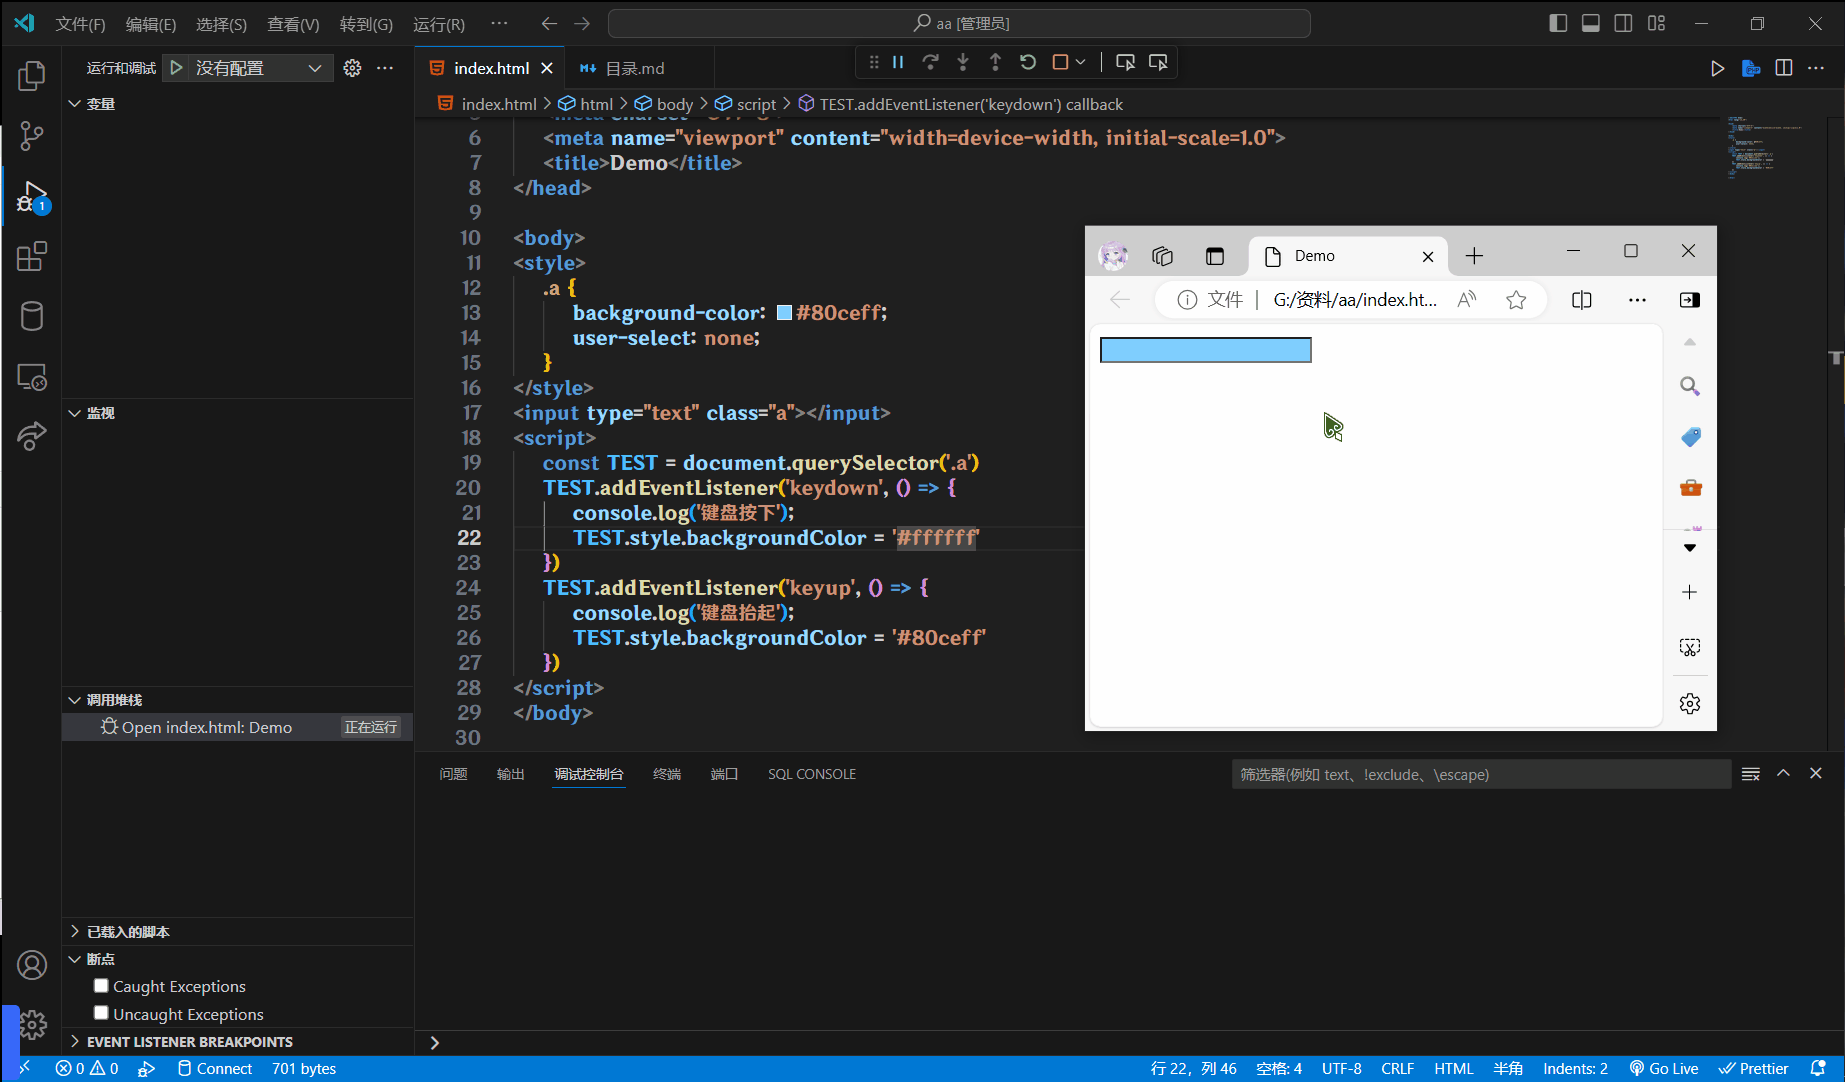 文件(F) 编辑(E) 选择(S) 查看(V) 转到(G) 运行(R) ··· aa [管理员]
运行和调试 没有配置 ···
index.html 目录.md
index.html > html > body > script > TEST.addEventListener('keydown') callback
变量
6 <meta name="viewport" content="width=device-width, initial-scale=1.0">
7 <title>Demo</title>
8 </head>
9
10 <body>
11 <style>
12 .a {
13 background-color: #80ceff;
14 user-select: none;
15 }
16 </style>
17 <input type="text" class="a"></input>
18 <script>
19 const TEST = document.querySelector('.a')
20 TEST.addEventListener('keydown', () => {
21 console.log('键盘按下');
22 TEST.style.backgroundColor = '#ffffff'
23 })
24 TEST.addEventListener('keyup', () => {
25 console.log('键盘抬起');
26 TEST.style.backgroundColor = '#80ceff'
27 })
28 </script>
29 </body>
30
Demo
文件 | G:/资料/aa/index.ht...
1
监视
调用堆栈
Open index.html: Demo 正在运行
已载入的脚本
断点
Caught Exceptions
Uncaught Exceptions
EVENT LISTENER BREAKPOINTS
问题 输出 调试控制台 终端 端口 SQL CONSOLE
筛选器(例如 text、!exclude、\escape)
>
0 0 Connect 701 bytes
行 22，列 46 空格: 4 UTF-8 CRLF HTML 半角 Indents: 2 Go Live Prettier